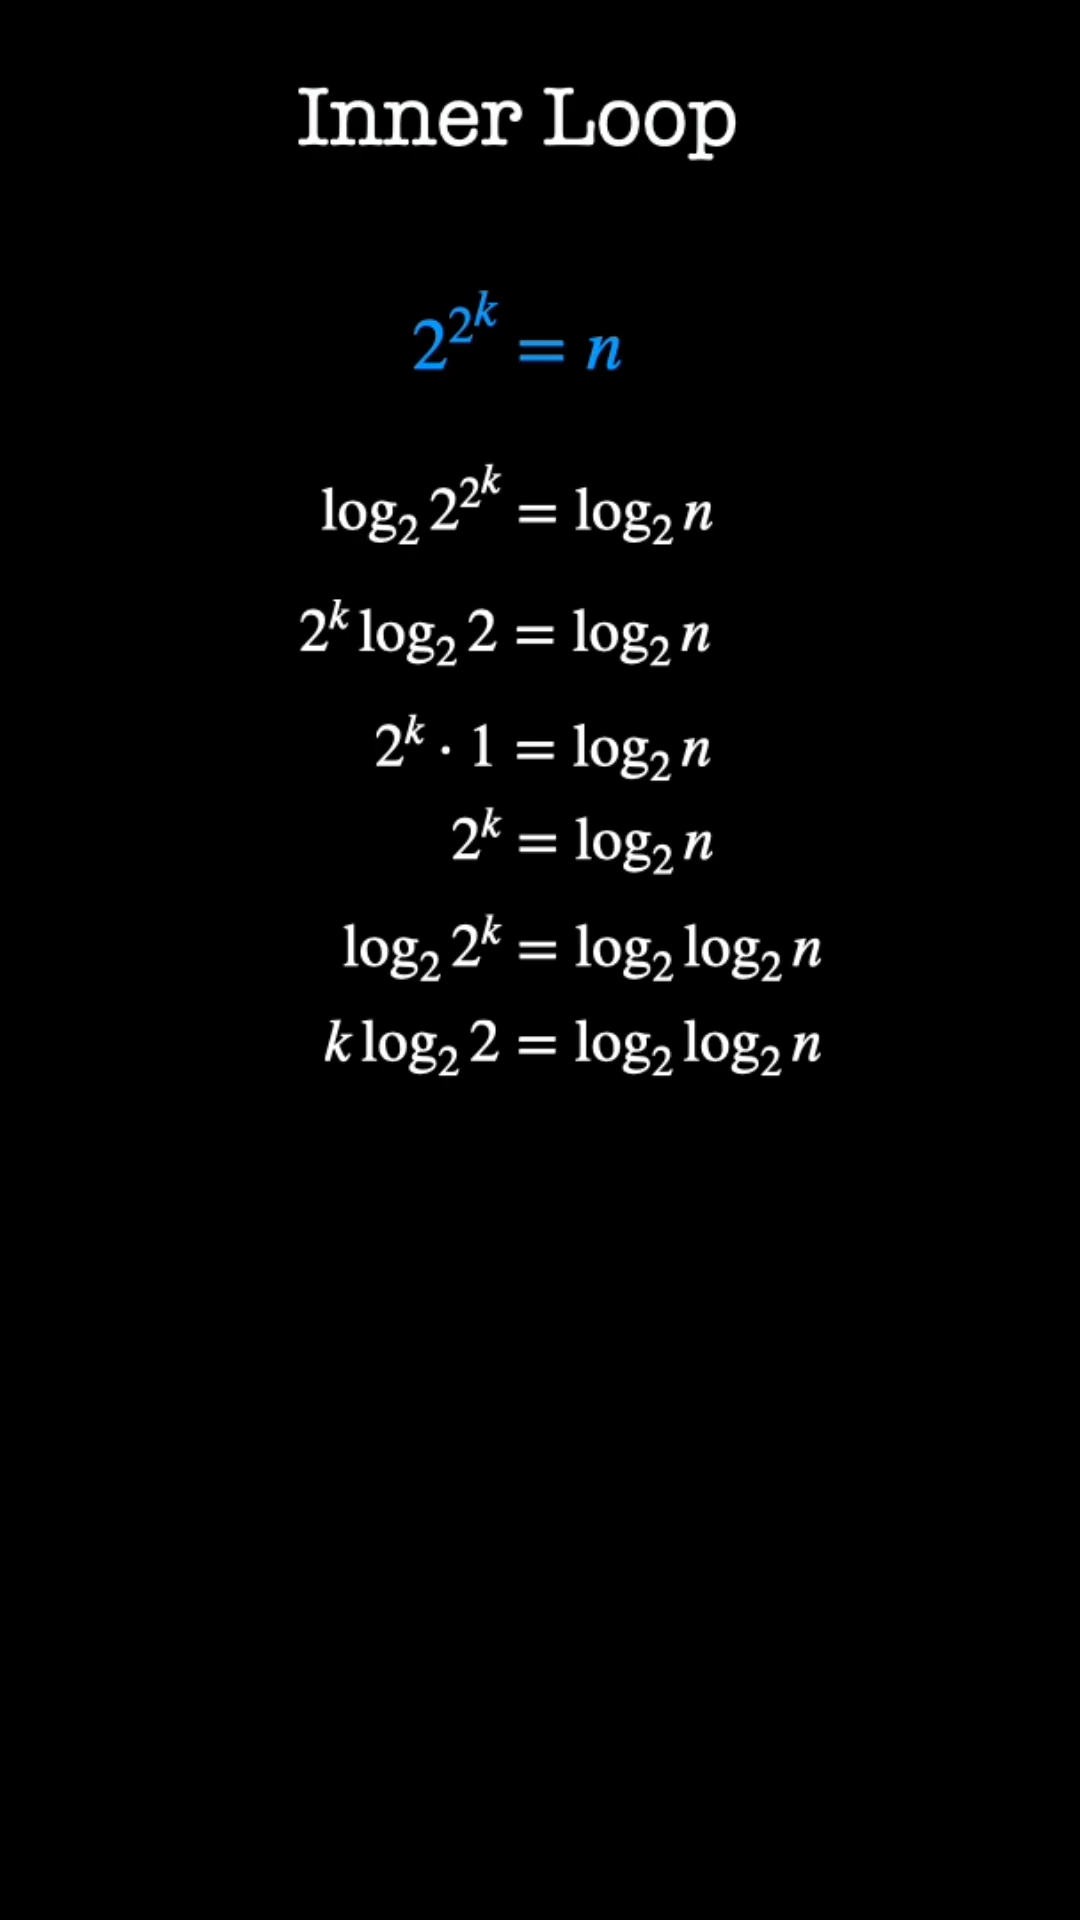 Inner Loop
2^{2^k} = n
log₂ 2^{2^k} = log₂ n
2^k log₂ 2 = log₂ n
2^k · 1 = log₂ n
2^k = log₂ n
log₂ 2^k = log₂ log₂ n
k log₂ 2 = log₂ log₂ n